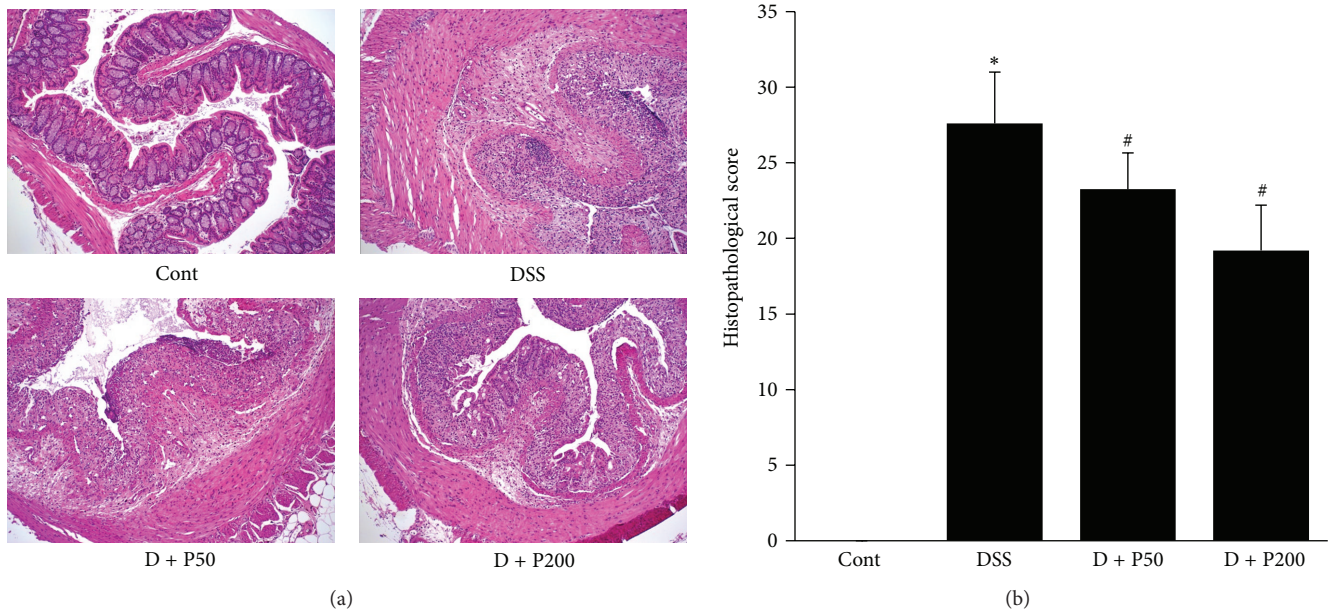 Cont
DSS
D + P50
D + P200
(a)
Histopathological score
35
30
25
20
15
10
5
0
*
#
#
Cont
DSS
D + P50
D + P200
(b)